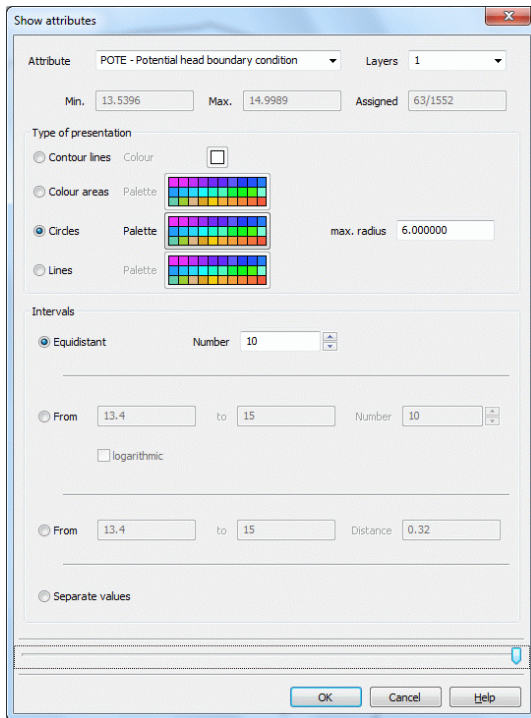 Show attributes
Attribute POTE - Potential head boundary condition Layers 1
Min. 13.5396 Max. 14.9989 Assigned 63/1552
Type of presentation
Contour lines Colour
Colour areas Palette
Circles Palette max. radius 6.000000
Lines Palette
Intervals
Equidistant Number 10
From 13.4 to 15 Number 10
logarithmic
From 13.4 to 15 Distance 0.32
Separate values
OK Cancel Help